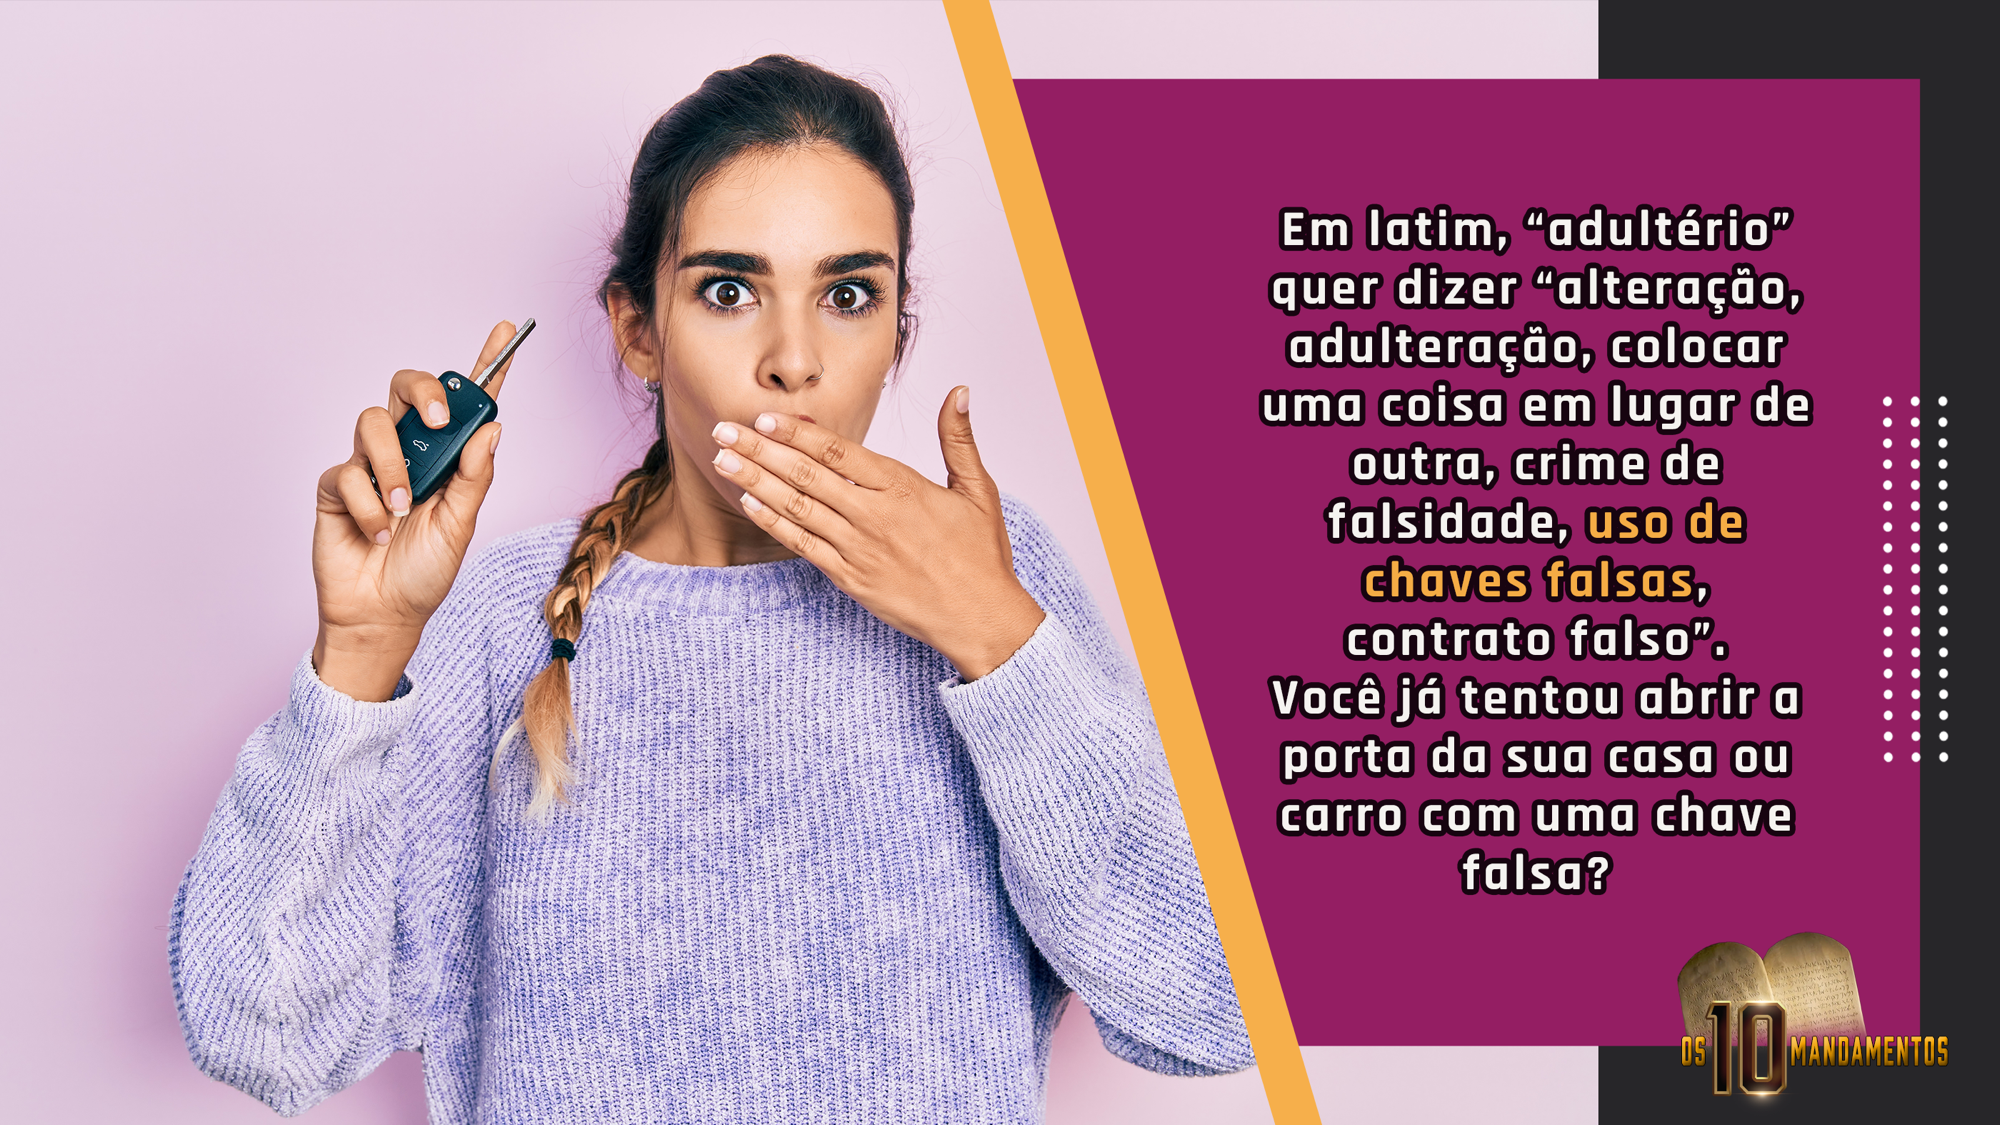 Em latim, “adultério”
quer dizer “alteração,
adulteração, colocar
uma coisa em lugar de
outra, crime de
falsidade, uso de
chaves falsas,
contrato falso”.
Você já tentou abrir a
porta da sua casa ou
carro com uma chave
falsa?
OS 10 MANDAMENTOS